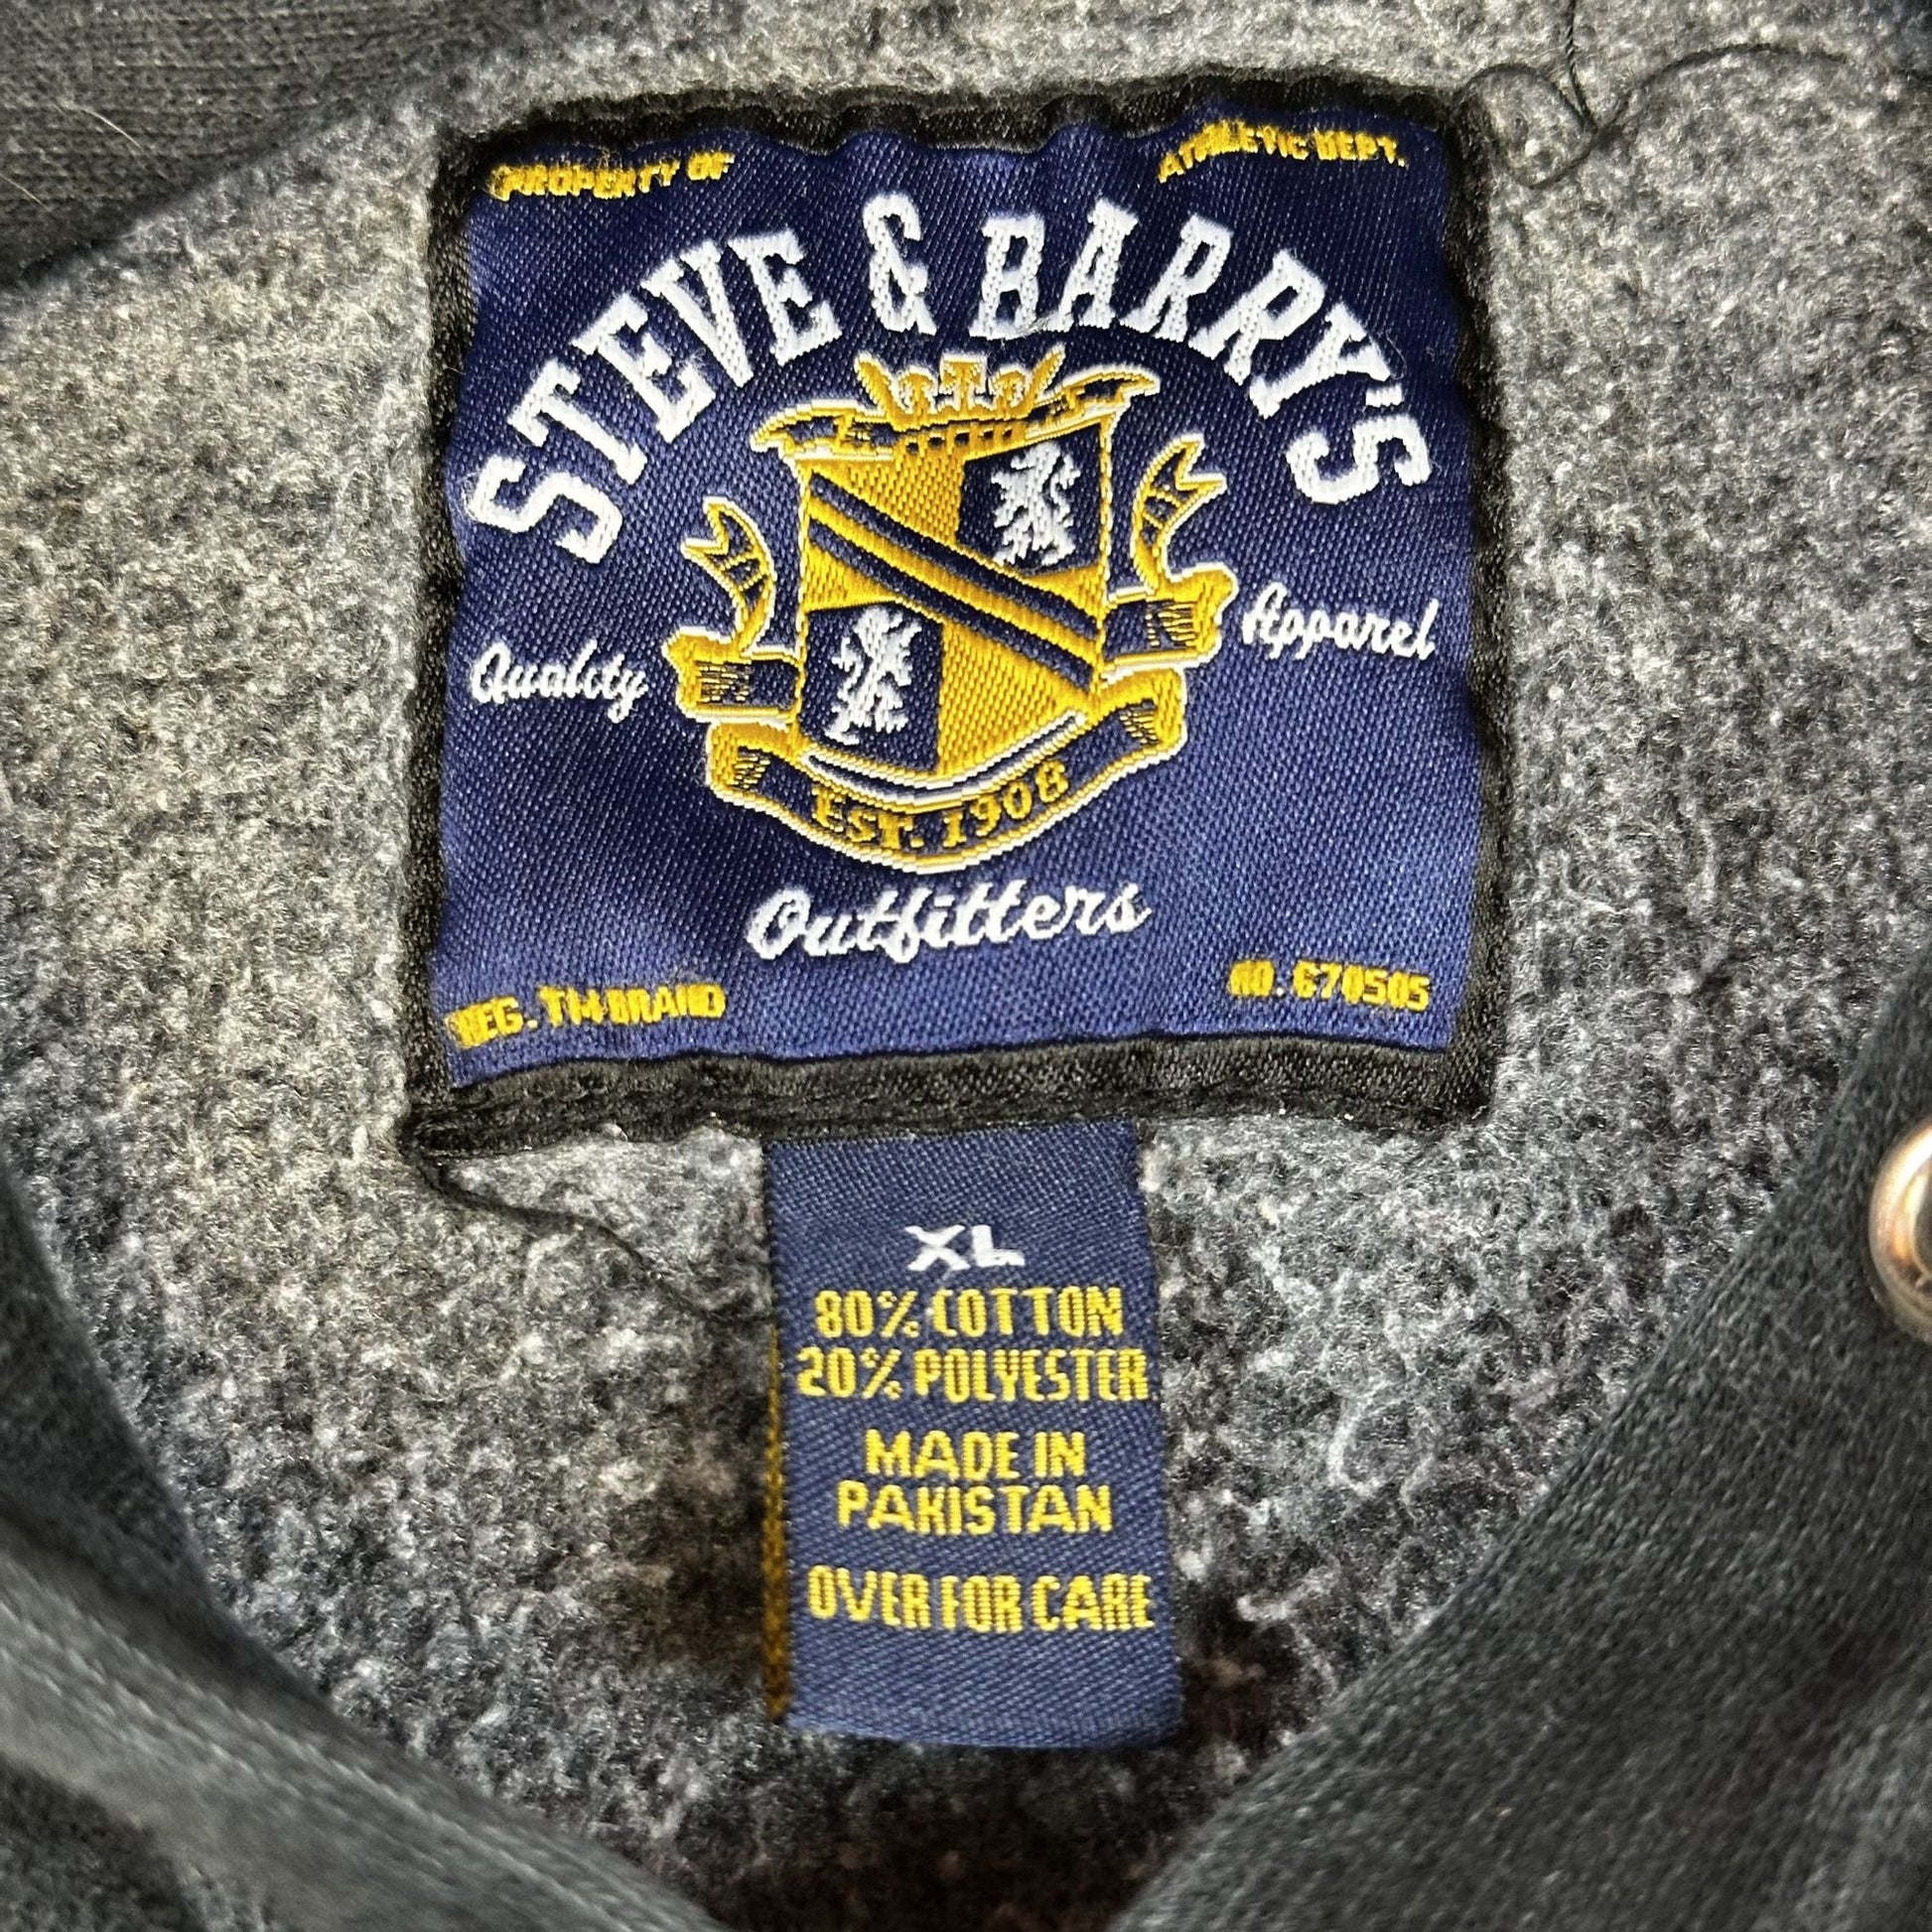 PROPERTY OF ATHLETIC DEPT.
STEVE & BARRY'S
Quality Apparel
EST. 1908
Outfitters
REG. TM-BRAND NO. 670505
XL
80% COTTON
20% POLYESTER
MADE IN
PAKISTAN
OVER FOR CARE